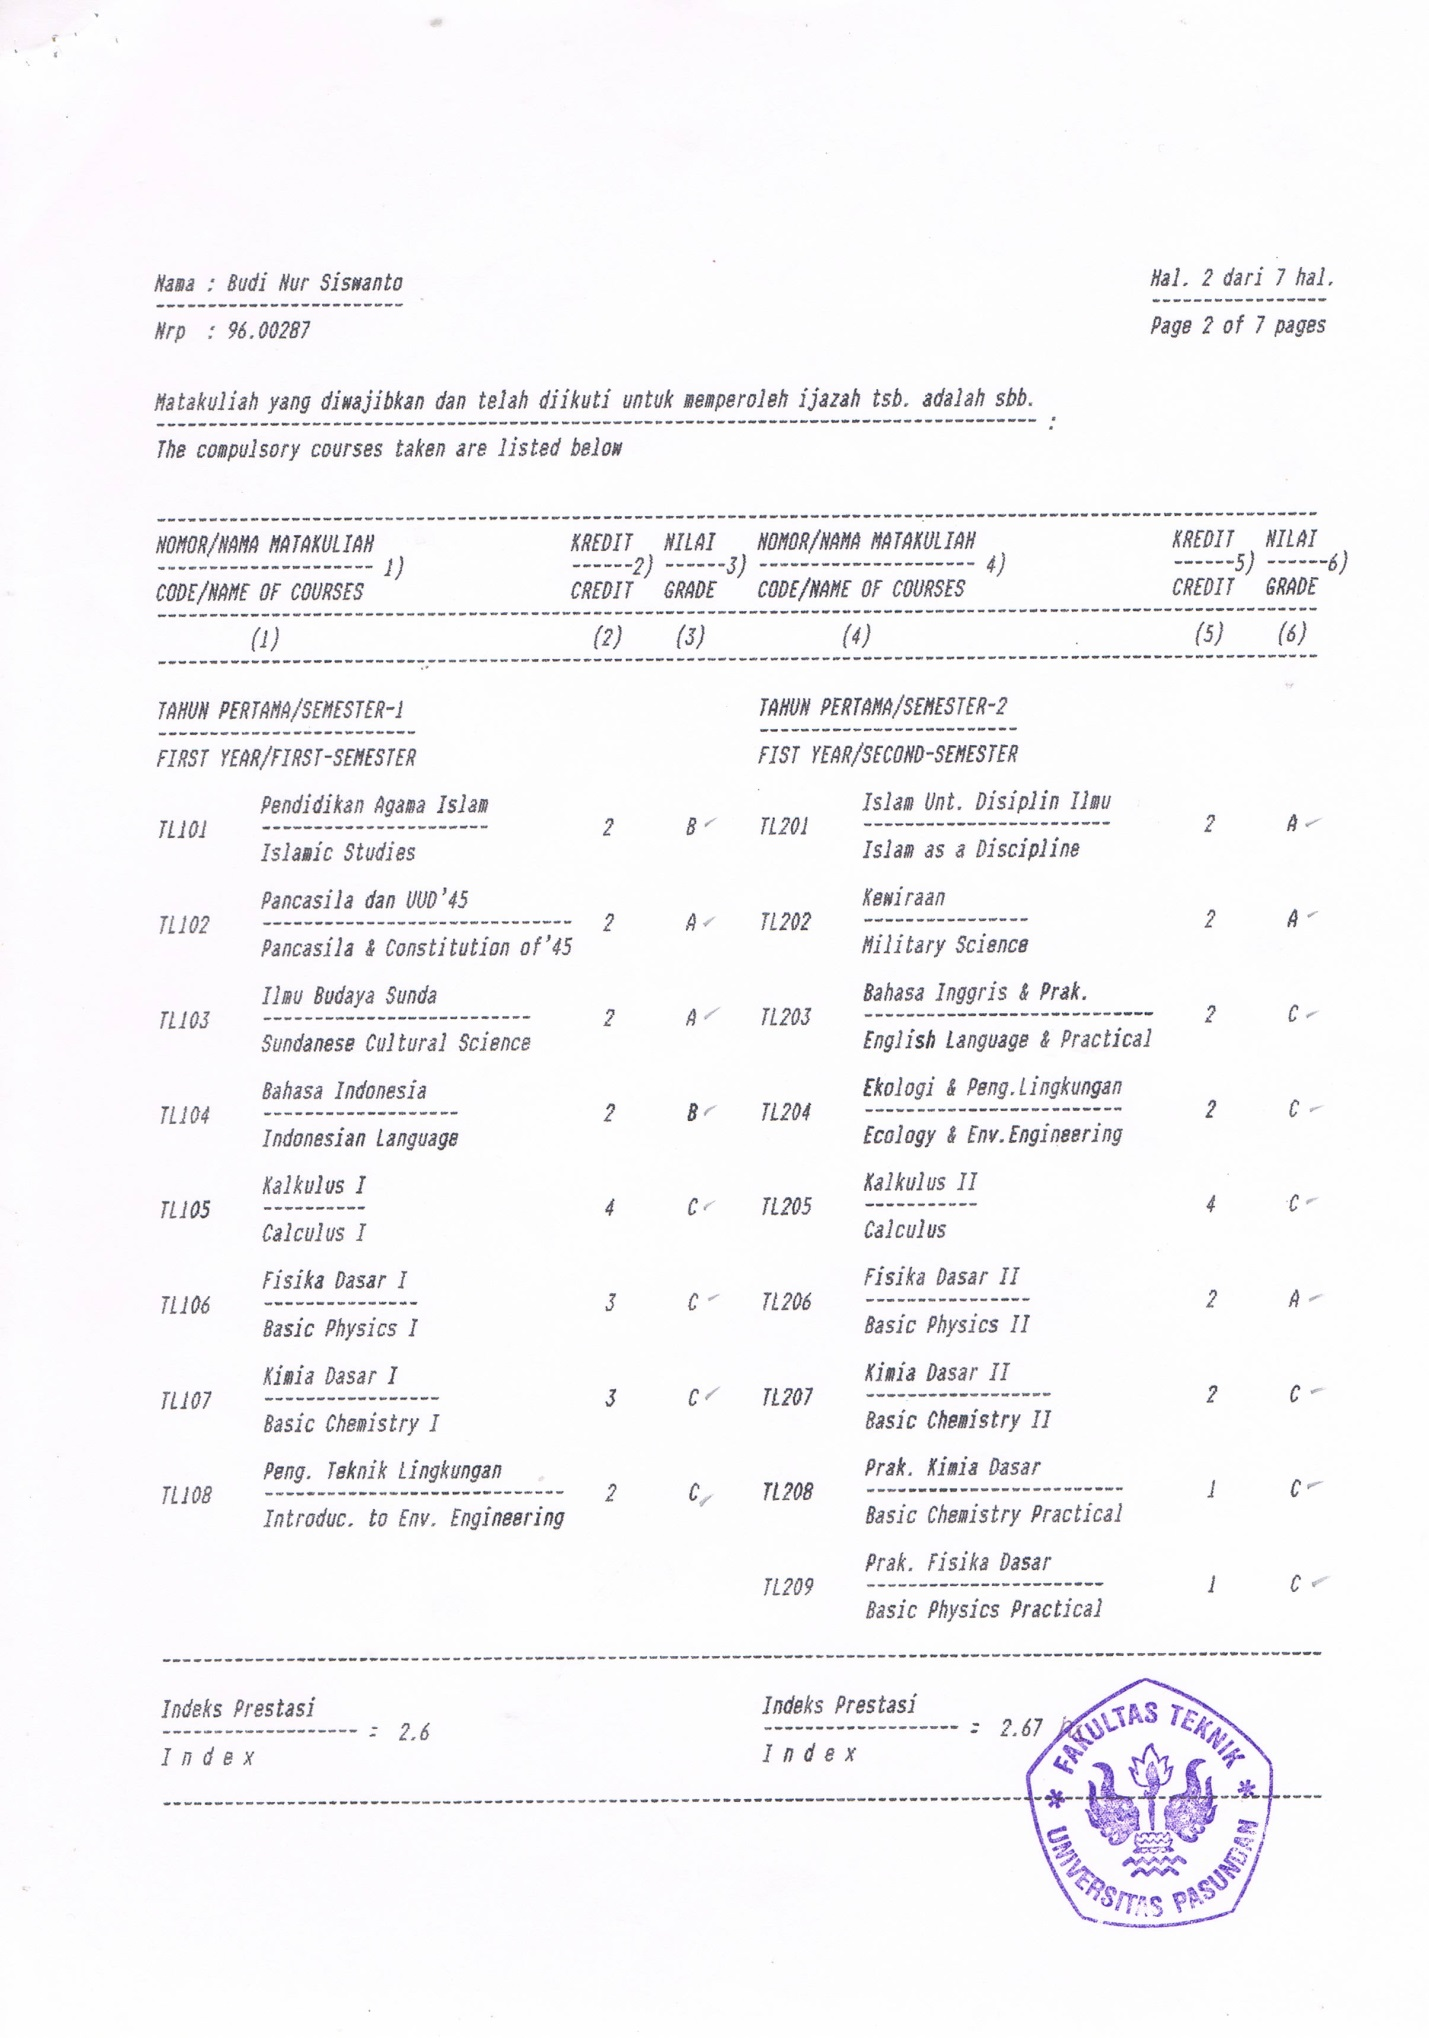 Nama : Budi Nur Siswanto
Hal. 2 dari 7 hal.
Nrp : 96.00287
Page 2 of 7 pages
Matakuliah yang diwajibkan dan telah diikuti untuk memperoleh ijazah tsb. adalah sbb.
:
The compulsory courses taken are listed below
NOMOR/NAMA MATAKULIAH KREDIT NILAI NOMOR/NAMA MATAKULIAH KREDIT NILAI
1) 2) 3) 4) 5) 6)
CODE/NAME OF COURSES CREDIT GRADE CODE/NAME OF COURSES CREDIT GRADE
(1) (2) (3) (4) (5) (6)
TAHUN PERTAMA/SEMESTER-1
FIRST YEAR/FIRST-SEMESTER
Pendidikan Agama Islam
TL101 2 B
Islamic Studies
Pancasila dan UUD'45
TL102 2 A
Pancasila & Constitution of'45
Ilmu Budaya Sunda
TL103 2 A
Sundanese Cultural Science
Bahasa Indonesia
TL104 2 B
Indonesian Language
Kalkulus I
TL105 4 C
Calculus I
Fisika Dasar I
TL106 3 C
Basic Physics I
Kimia Dasar I
TL107 3 C
Basic Chemistry I
Peng. Teknik Lingkungan
TL108 2 C
Introduc. to Env. Engineering
TAHUN PERTAMA/SEMESTER-2
FIST YEAR/SECOND-SEMESTER
Islam Unt. Disiplin Ilmu
TL201 2 A
Islam as a Discipline
Kewiraan
TL202 2 A
Military Science
Bahasa Inggris & Prak.
TL203 2 C
English Language & Practical
Ekologi & Peng.Lingkungan
TL204 2 C
Ecology & Env.Engineering
Kalkulus II
TL205 4 C
Calculus
Fisika Dasar II
TL206 2 A
Basic Physics II
Kimia Dasar II
TL207 2 C
Basic Chemistry II
Prak. Kimia Dasar
TL208 1 C
Basic Chemistry Practical
Prak. Fisika Dasar
TL209 1 C
Basic Physics Practical
Indeks Prestasi
= 2.6
I n d e x
Indeks Prestasi
= 2.67
I n d e x
FAKULTAS TEKNIK
* *
UNIVERSITAS PASUNDAN